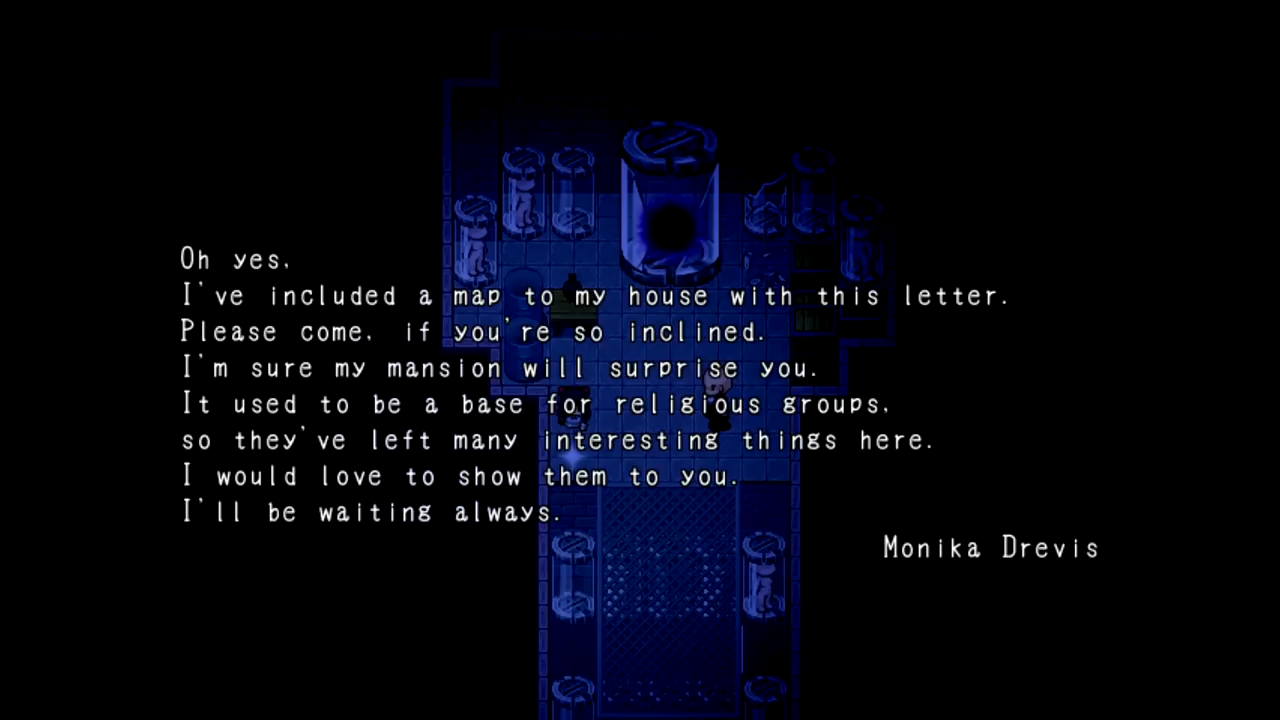 Oh yes.
I've included a map to my house with this letter.
Please come, if you're so inclined.
I'm sure my mansion will surprise you.
It used to be a base for religious groups,
so they've left many interesting things here.
I would love to show them to you.
I'll be waiting always.
Monika Drevis